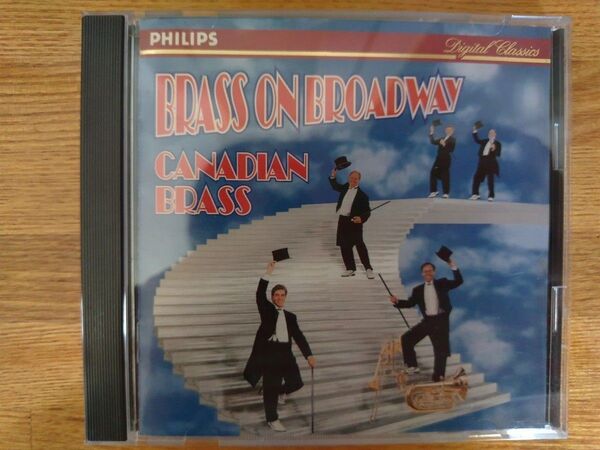 PHILIPS
Digital Classics
BRASS ON BROADWAY
CANADIAN
BRASS